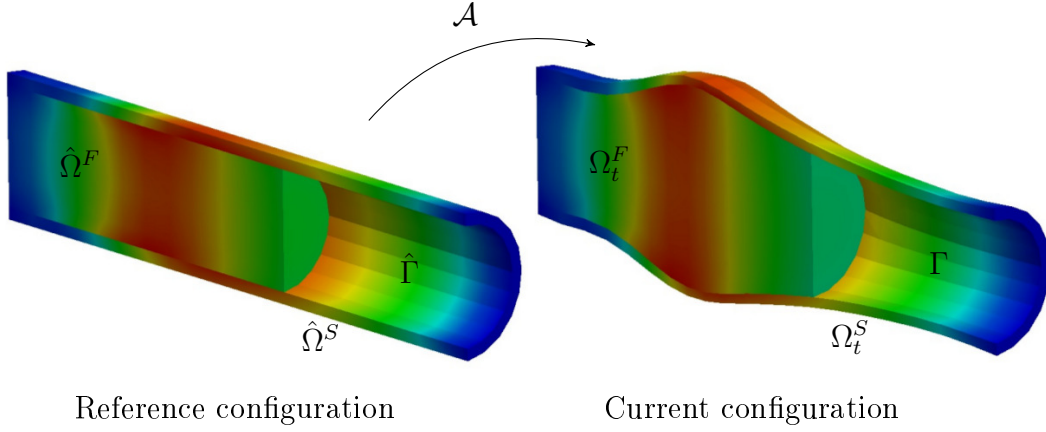 𝒜
Ω̂^F
Ω_t^F
Γ̂
Γ
Ω̂^S
Ω_t^S
Reference configuration
Current configuration